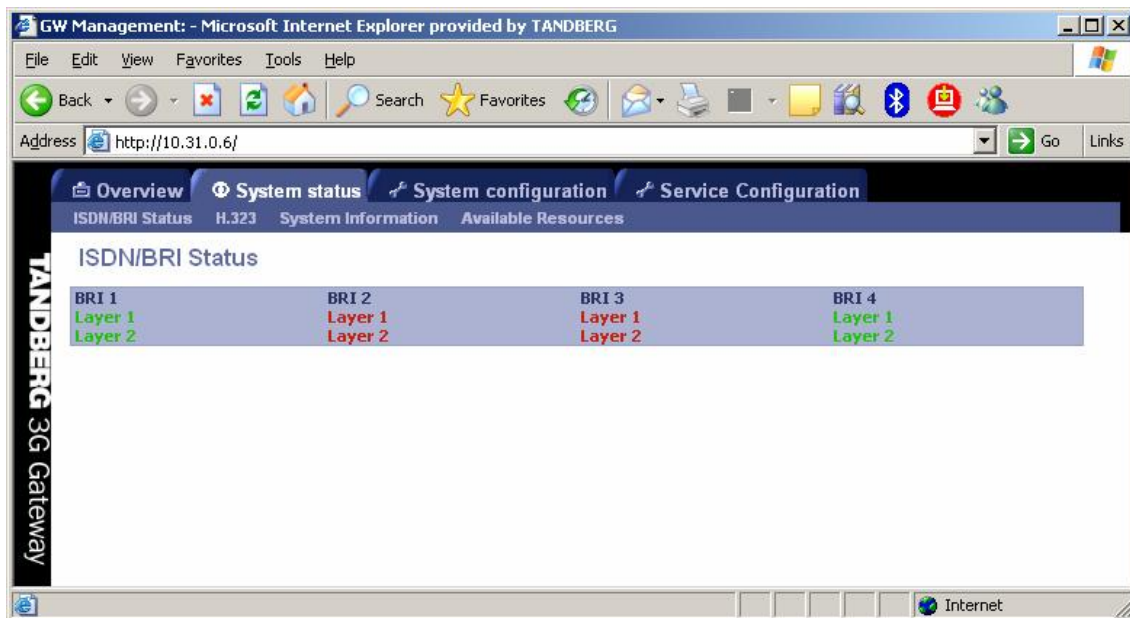 GW Management: - Microsoft Internet Explorer provided by TANDBERG
File Edit View Favorites Tools Help
Back Search Favorites
Address http://10.31.0.6/ Go Links
Overview System status System configuration Service Configuration
ISDN/BRI Status H.323 System Information Available Resources
TANDBERG 3G Gateway
ISDN/BRI Status
BRI 1 BRI 2 BRI 3 BRI 4
Layer 1 Layer 1 Layer 1 Layer 1
Layer 2 Layer 2 Layer 2 Layer 2
Internet